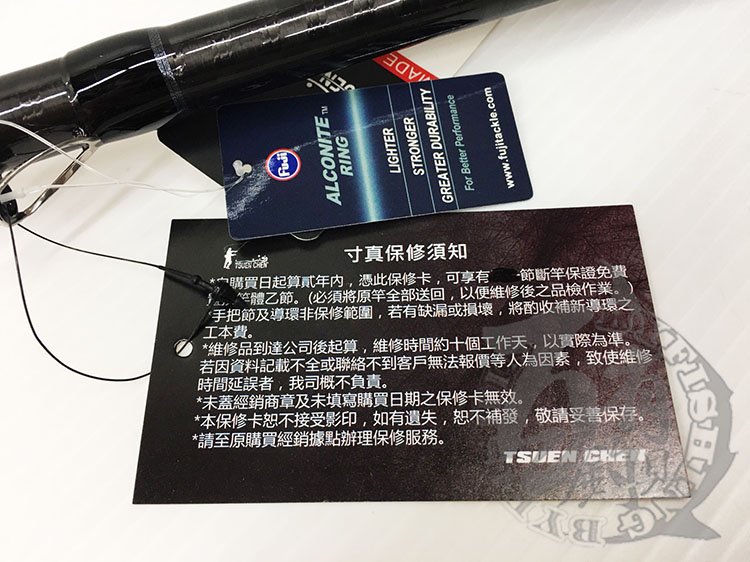 MADE
Fuji
ALCONITE™
RING
LIGHTER
STRONGER
GREATER DURABILITY
For Better Performance
www.fujitackle.com
TSUEN CHEN
寸真保修須知
購買日起算貳年內，憑此保修卡，可享有 一節斷竿保證免費
竿體乙節。(必須將原竿全部送回，以便維修後之品檢作業。)
手把節及導環非保修範圍，若有缺漏或損壞，將酌收補新導環之
工本費。
*維修品到達公司後起算，維修時間約十個工作天，以實際為準。
若因資料記載不全或聯絡不到客戶無法報價等人為因素，致使維修
時間延誤者，我司概不負責。
*未蓋經銷商章及未填寫購買日期之保修卡無效。
*本保修卡恕不接受影印，如有遺失，恕不補發，敬請妥善保存。
*請至原購買經銷據點辦理保修服務。
TSUEN CHEN